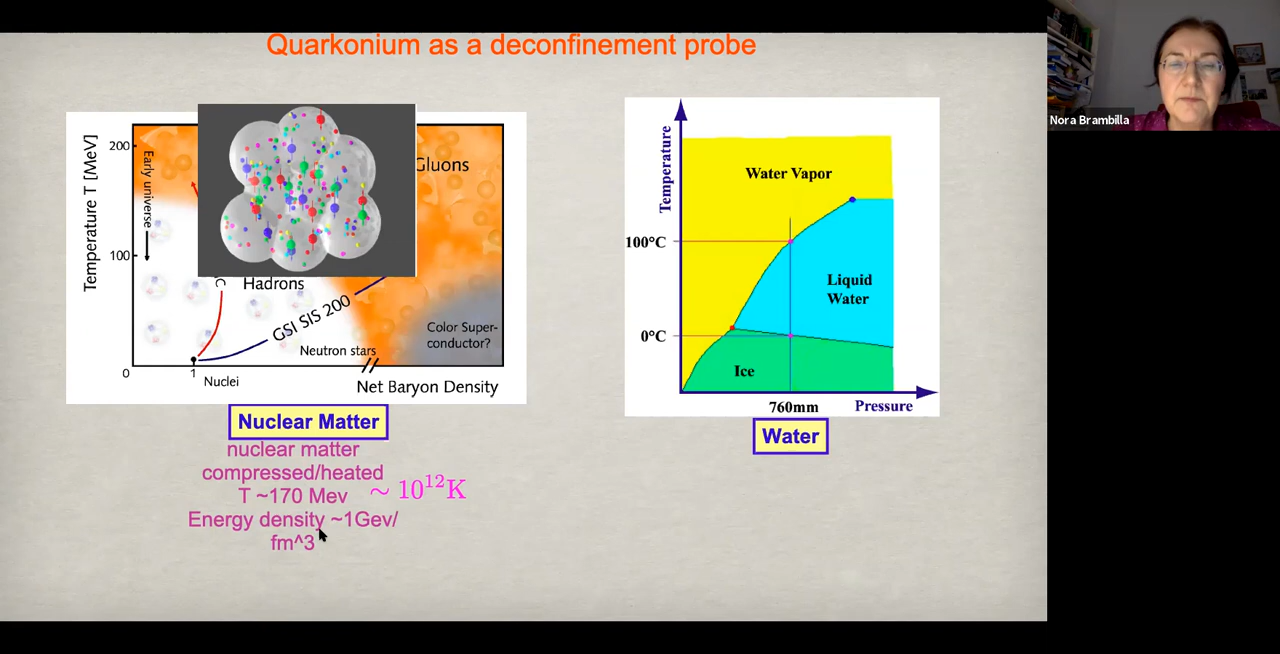 Quarkonium as a deconfinement probe
Nora Brambilla
Temperature T [MeV]
200
100
0
Early universe
Gluons
C
Hadrons
GSI SIS 200
Color Super-
conductor?
Neutron stars
1
Nuclei
Net Baryon Density
Nuclear Matter
nuclear matter
compressed/heated
T ~170 Mev
~ 10¹²K
Energy density ~1Gev/
fm^3
Temperature
Water Vapor
100°C
Liquid
Water
0°C
Ice
760mm
Pressure
Water